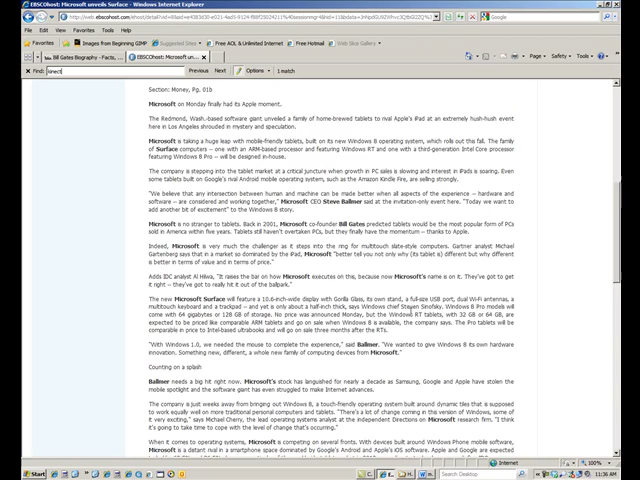 EBSCOhost: Microsoft unveils Surface - Windows Internet Explorer
Google
File Edit View Favorites Tools Help
Favorites Images from Beginning GIMP Suggested Sites Free AOL & Unlimited Internet Free Hotmail Web Slice Gallery
Bill Gates Biography - Facts, ... EBSCOhost: Microsoft un... Page Safety Tools
Find: kinect Previous Next Options 1 match
Section: Money, Pg. 01b
Microsoft on Monday finally had its Apple moment.
The Redmond, Wash.-based software giant unveiled a family of home-brewed tablets to rival Apple's iPad at an extremely hush-hush event
here in Los Angeles shrouded in mystery and speculation.
Microsoft is taking a huge leap with mobile-friendly tablets, built on its new Windows 8 operating system, which rolls out this fall. The family
of Surface computers -- one with an ARM-based processor and featuring Windows RT and one with a third-generation Intel Core processor
featuring Windows 8 Pro -- will be designed in-house.
The company is stepping into the tablet market at a critical juncture when growth in PC sales is slowing and interest in iPads is soaring. Even
some tablets built on Google's rival Android mobile operating system, such as the Amazon Kindle Fire, are selling strongly.
"We believe that any intersection between human and machine can be made better when all aspects of the experience -- hardware and
software -- are considered and working together," Microsoft CEO Steve Ballmer said at the invitation-only event here. "Today we want to
add another bit of excitement" to the Windows 8 story.
Microsoft is no stranger to tablets. Back in 2001, Microsoft co-founder Bill Gates predicted tablets would be the most popular form of PCs
sold in America within five years. Tablets still haven't overtaken PCs, but they finally have the momentum -- thanks to Apple.
Indeed, Microsoft is very much the challenger as it steps into the ring for multitouch slate-style computers. Gartner analyst Michael
Gartenberg says that in a market so dominated by the iPad, Microsoft "better tell you not only why (its tablet is) different but why different
is better in terms of value and in terms of price."
Adds IDC analyst Al Hilwa, "It raises the bar on how Microsoft executes on this, because now Microsoft's name is on it. They've got to get
it right -- they've got to really hit it out of the ballpark."
The new Microsoft Surface will feature a 10.6-inch-wide display with Gorilla Glass, its own stand, a full-size USB port, dual Wi-Fi antennas, a
multitouch keyboard and a trackpad -- and yet is only about a half-inch thick, says Windows chief Steven Sinofsky. Windows 8 Pro models will
come with 64 gigabytes or 128 GB of storage. No price was announced Monday, but the Windows RT tablets, with 32 GB or 64 GB, are
expected to be priced like comparable ARM tablets and go on sale when Windows 8 is available, the company says. The Pro tablets will be
comparable in price to Intel-based ultrabooks and will go on sale three months after the RTs.
"With Windows 1.0, we needed the mouse to complete the experience," said Ballmer. "We wanted to give Windows 8 its own hardware
innovation. Something new, different, a whole new family of computing devices from Microsoft."
Counting on a splash
Ballmer needs a big hit right now. Microsoft's stock has languished for nearly a decade as Samsung, Google and Apple have stolen the
mobile spotlight and the software giant has even struggled to make Internet strides.
The company is just weeks away from bringing out Windows 8, a touch-friendly operating built around dynamic tiles that is supposed
to work equally well on more traditional personal computers and tablets. "There's a lot of change coming in this version of Windows, some of
it very exciting," says Michael Cherry, the lead operating systems analyst at the independent Directions on Microsoft research firm. "I think
it's going to take time to cope with the level of change that's occurring."
When it comes to operating systems, Microsoft is competing on several fronts. With devices built around Windows Phone mobile software,
Microsoft is a distant rival in a smartphone space dominated by Google's Android and Apple's iOS software. Apple and Google are expected
Internet 100%
Start Search Desktop 11:36 AM